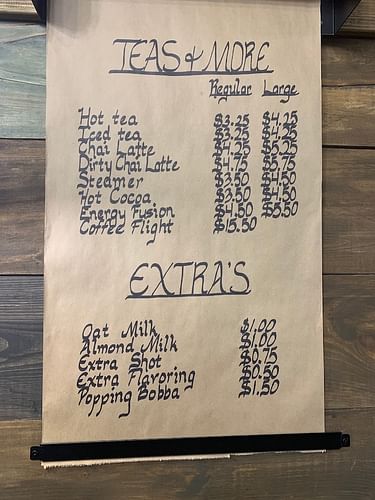 TEAS & MORE
Regular Large
Hot tea $3.25 $4.25
Iced tea $3.25 $4.25
Chai Latte $4.25 $5.25
Dirty Chai Latte $4.75 $5.75
Steamer $3.50 $4.50
Hot Cocoa $3.50 $4.50
Energy Fusion $4.50 $5.50
Coffee Flight $15.50
EXTRA'S
Oat Milk $1.00
Almond Milk $1.00
Extra Shot $0.75
Extra Flavoring $0.50
Popping Bobba $1.50